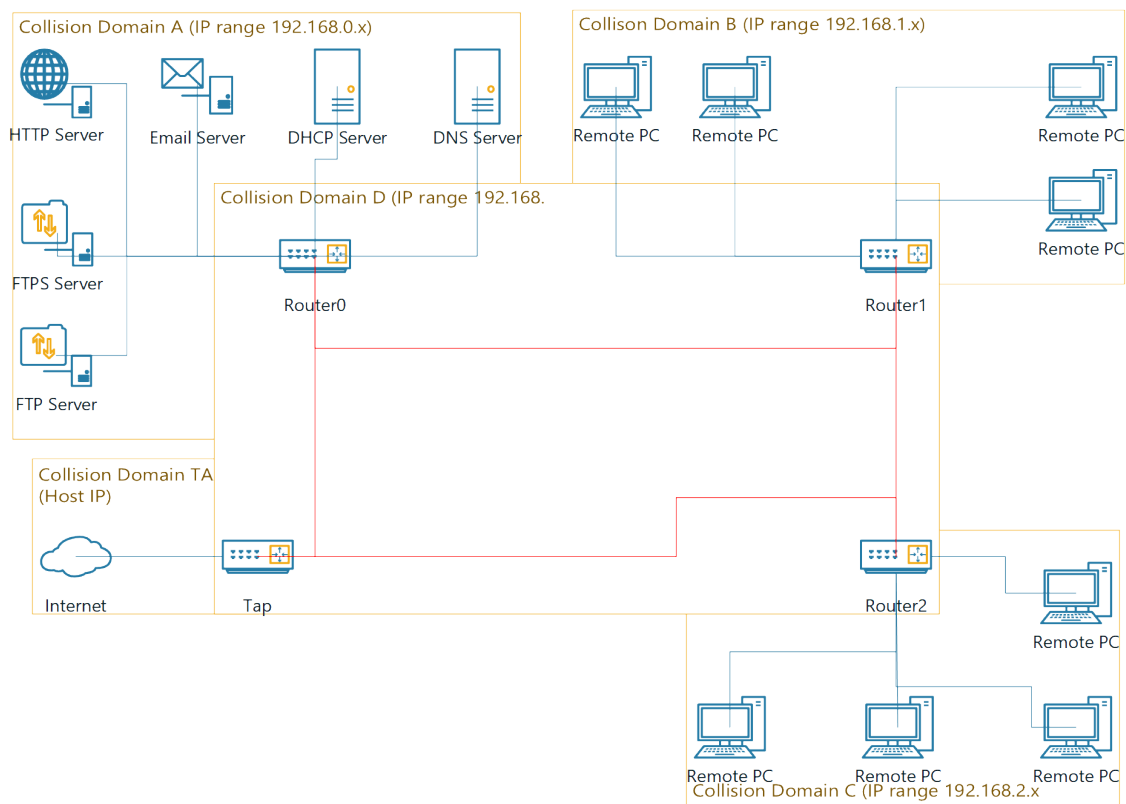 Collision Domain A (IP range 192.168.0.x)
Collison Domain B (IP range 192.168.1.x)
HTTP Server
Email Server
DHCP Server
DNS Server
Remote PC
Remote PC
Remote PC
Collision Domain D (IP range 192.168.
FTPS Server
Router0
Router1
Remote PC
FTP Server
Collision Domain TA
(Host IP)
Internet
Tap
Router2
Remote PC
Remote PC
Remote PC
Remote PC
Collision Domain C (IP range 192.168.2.x